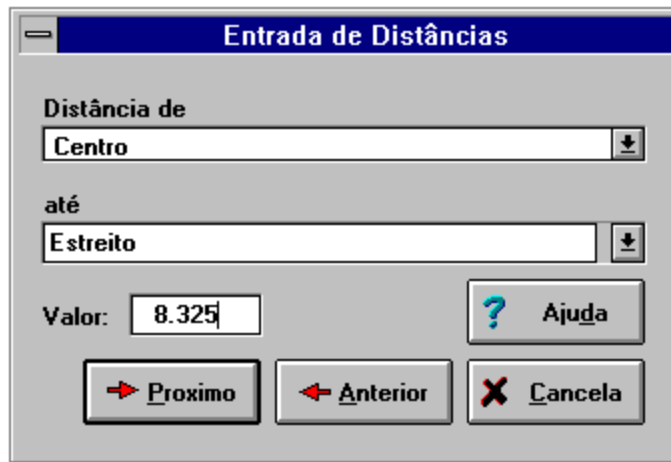 Entrada de Distâncias
Distância de
Centro
até
Estreito
Valor: 8.325
? Ajuda
Proximo
Anterior
Cancela